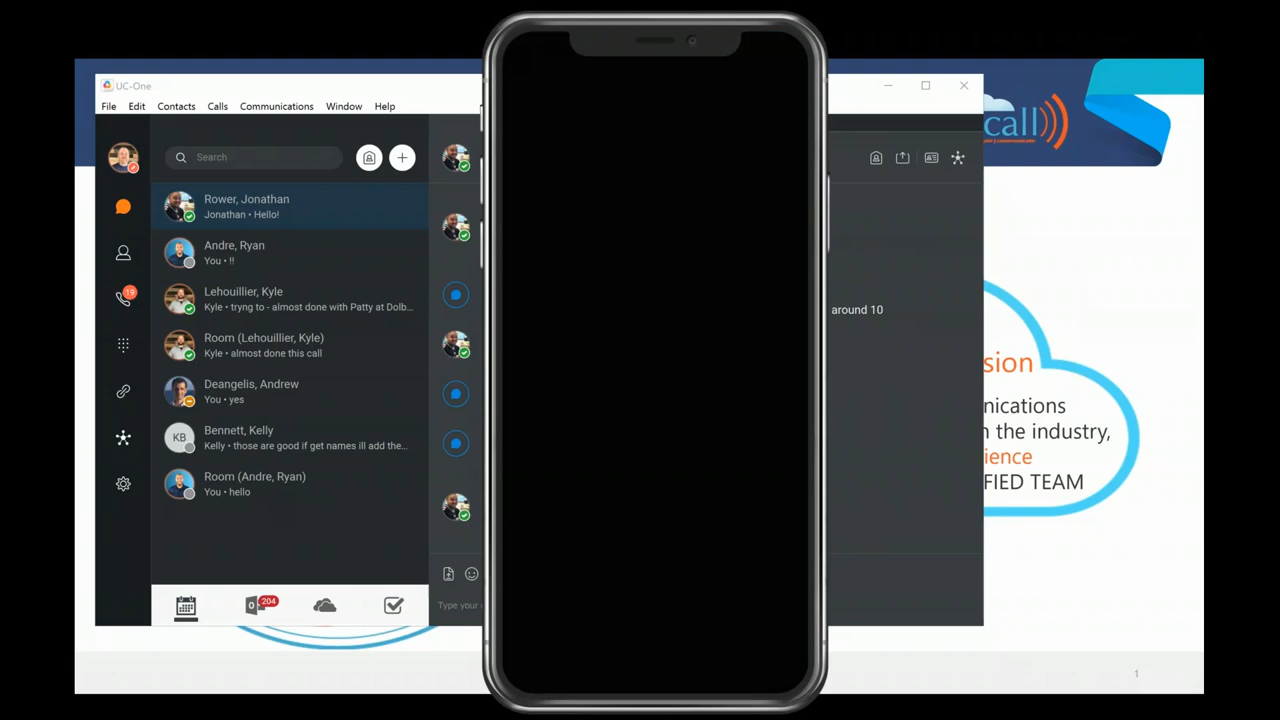 UC-One
File Edit Contacts Calls Communications Window Help
call
Search
Rower, Jonathan
Jonathan • Hello!
Andre, Ryan
You • !!
Lehouillier, Kyle
Kyle • tryng to - almost done with Patty at Dolb...
Room (Lehouillier, Kyle)
Kyle • almost done this call
Deangelis, Andrew
You • yes
KB
Bennett, Kelly
Kelly • those are good if get names ill add the...
Room (Andre, Ryan)
You • hello
19
204
Type your
around 10
sion
nications
n the industry,
ience
FIED TEAM
1